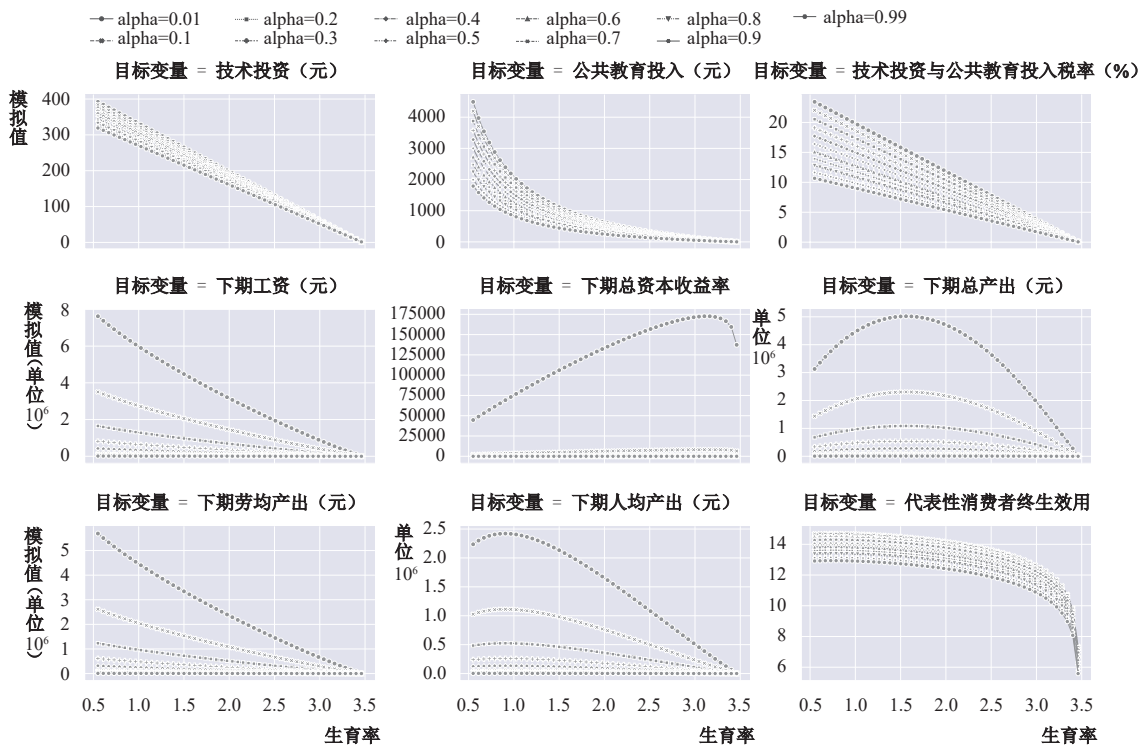 alpha=0.01 alpha=0.2 alpha=0.4 alpha=0.6 alpha=0.8 alpha=0.99
alpha=0.1 alpha=0.3 alpha=0.5 alpha=0.7 alpha=0.9
目标变量 = 技术投资（元）
模拟值
400
300
200
100
0
目标变量 = 公共教育投入（元）
4000
3000
2000
1000
0
目标变量 = 技术投资与公共教育投入税率（%）
20
15
10
5
0
目标变量 = 下期工资（元）
模拟值（单位10⁶）
8
6
4
2
0
目标变量 = 下期总资本收益率
175000
150000
125000
100000
75000
50000
25000
0
目标变量 = 下期总产出（元）
单位10⁶
5
4
3
2
1
0
目标变量 = 下期劳均产出（元）
模拟值（单位10⁶）
5
4
3
2
1
0
0.5 1.0 1.5 2.0 2.5 3.0 3.5
生育率
目标变量 = 下期人均产出（元）
单位10⁶
2.5
2.0
1.5
1.0
0.5
0.0
0.5 1.0 1.5 2.0 2.5 3.0 3.5
生育率
目标变量 = 代表性消费者终生效用
14
12
10
8
6
0.5 1.0 1.5 2.0 2.5 3.0 3.5
生育率